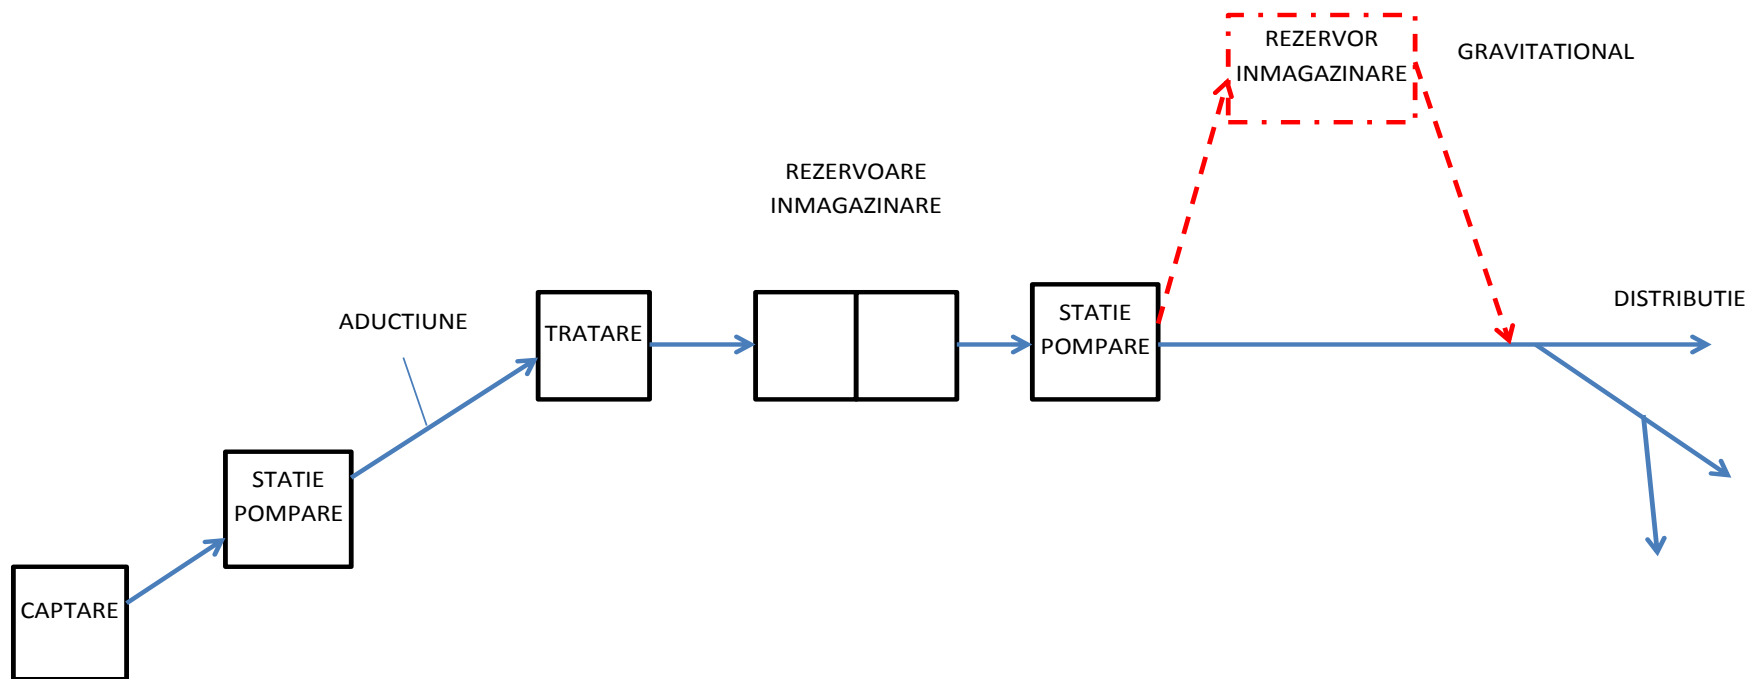 REZERVOR
INMAGAZINARE
GRAVITATIONAL
REZERVOARE
INMAGAZINARE
ADUCTIUNE
TRATARE
STATIE
POMPARE
DISTRIBUTIE
STATIE
POMPARE
CAPTARE